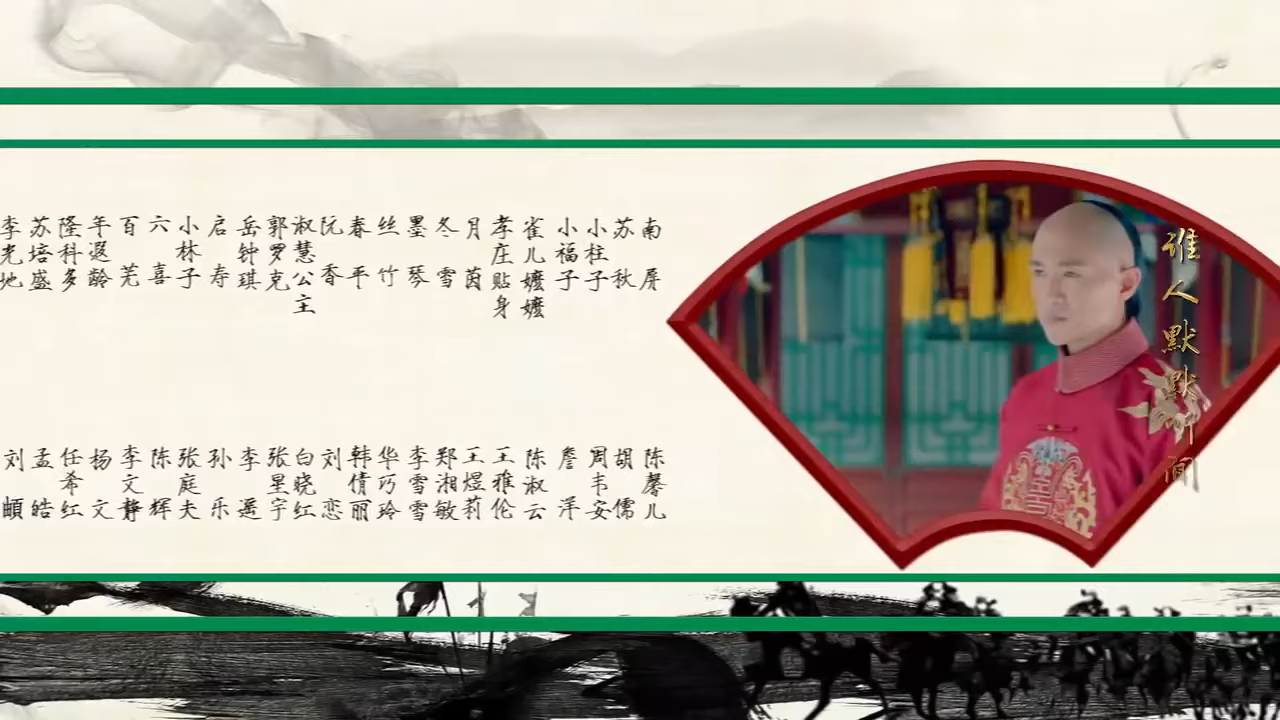 谁人默默
南屏
苏秋
小柱子
小福子
雀儿嬷嬷
孝庄贴身
月茵
冬雪
墨琴
丝竹
春平
阮香
淑慧公主
郭罗克
岳钟琪
启寿
小林子
六喜
百芫
年遐龄
隆科多
苏培盛
李光地
陈馨儿
胡儒
周韦安
詹洋
陈淑云
王雅伦
王煜莉
郑湘敏
李雪雪
华巧玲
韩倩丽
刘恋
白晓红
张星宇
李遥
孙乐
张庭夫
陈辉
李文静
杨文
任希红
孟皓
刘頔